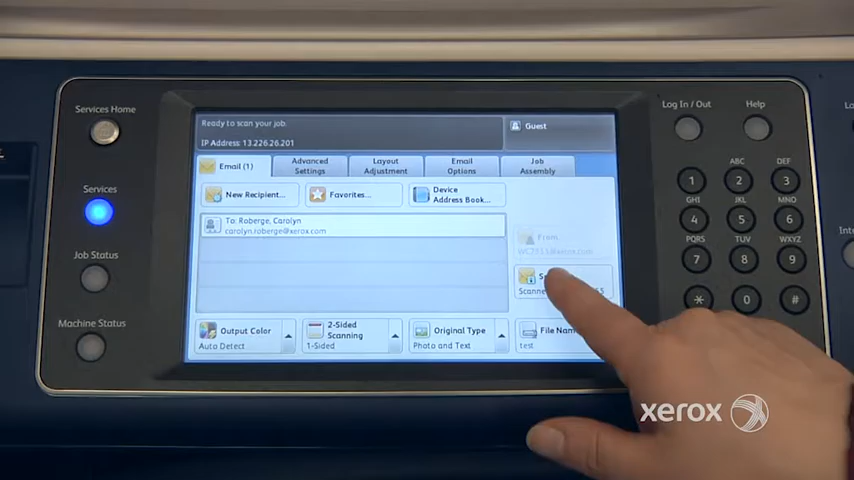 Services Home
Services
Job Status
Machine Status
Ready to scan your job.
IP Address: 13.226.26.201
Guest
Email (1)
Advanced
Settings
Layout
Adjustment
Email
Options
Job
Assembly
New Recipient...
Favorites...
Device
Address Book...
To: Roberge, Carolyn
carolyn.roberge@xerox.com
From
Output Color
Auto Detect
2-Sided
Scanning
1-Sided
Original Type
Photo and Text
File Nam
test
Log In / Out
Help
1
ABC
2
DEF
3
GHI
4
JKL
5
MNO
6
PQRS
7
TUV
8
WXYZ
9
*
0
#
xerox